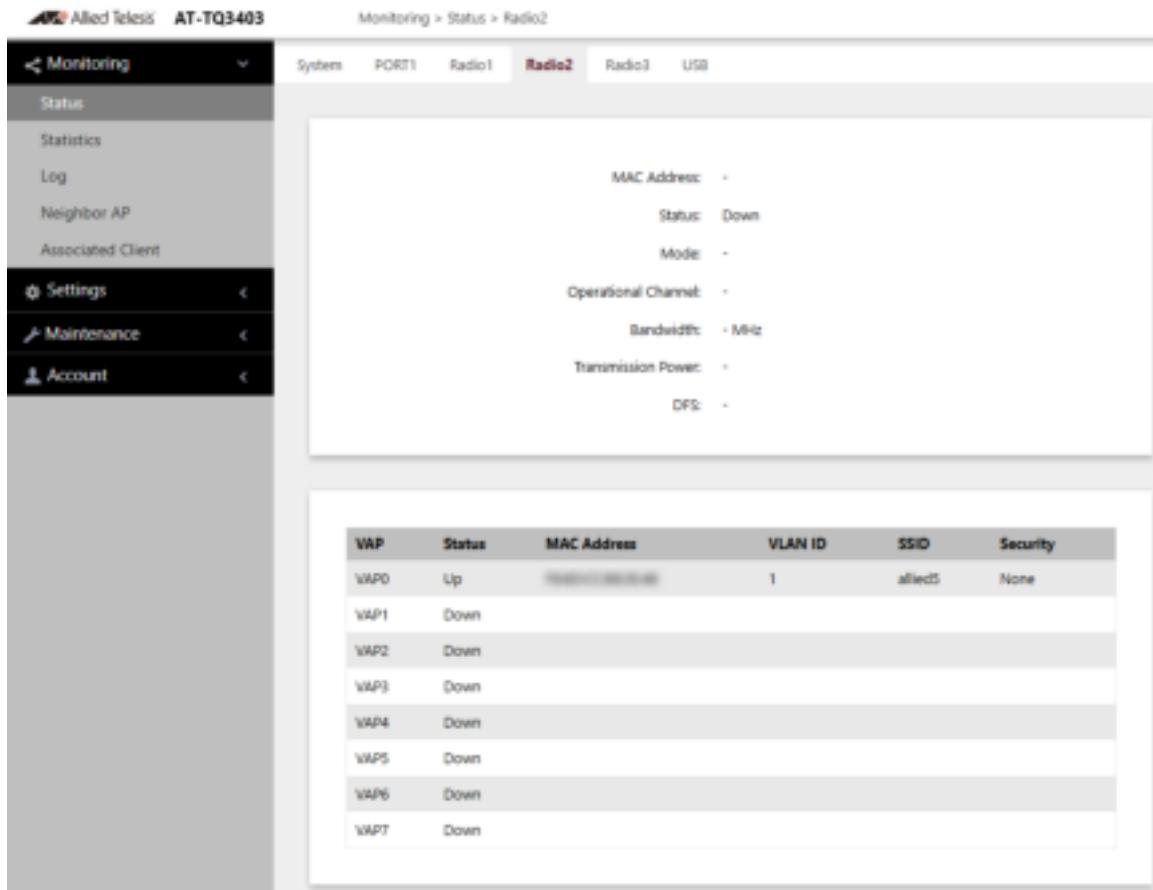 Allied Telesis AT-TQ3403 Monitoring > Status > Radio2
Monitoring
System PORT1 Radio1 Radio2 Radio3 USB
Status
Statistics
Log
Neighbor AP
Associated Client
Settings
Maintenance
Account
MAC Address: -
Status: Down
Mode: -
Operational Channel: -
Bandwidth: - MHz
Transmission Power: -
DFS: -
VAP Status MAC Address VLAN ID SSID Security
VAP0 Up 1 allied5 None
VAP1 Down
VAP2 Down
VAP3 Down
VAP4 Down
VAP5 Down
VAP6 Down
VAP7 Down